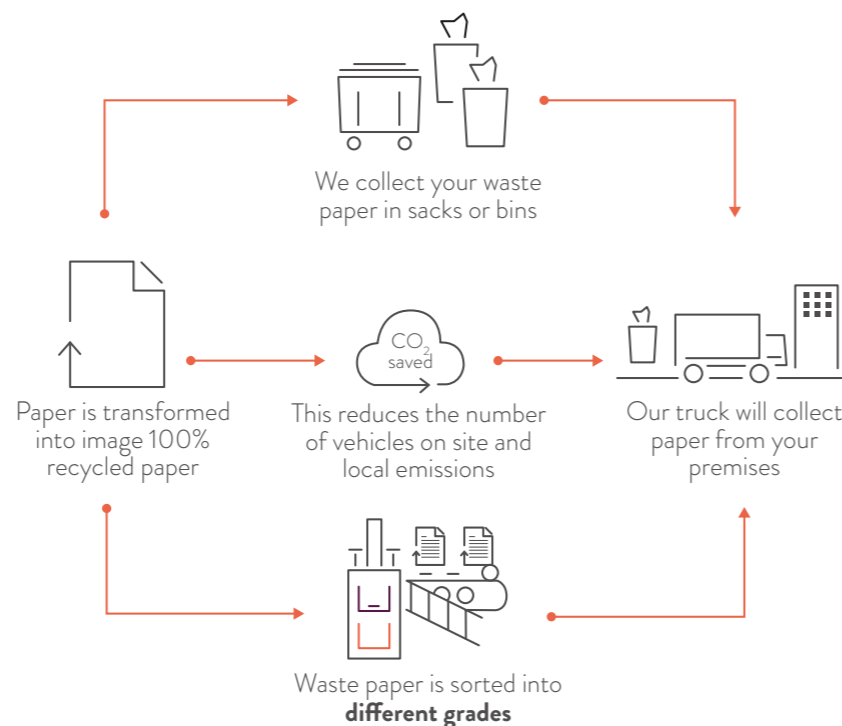 We collect your waste
paper in sacks or bins
CO2
saved
Paper is transformed
into image 100%
recycled paper
This reduces the number
of vehicles on site and
local emissions
Our truck will collect
paper from your
premises
Waste paper is sorted into
different grades